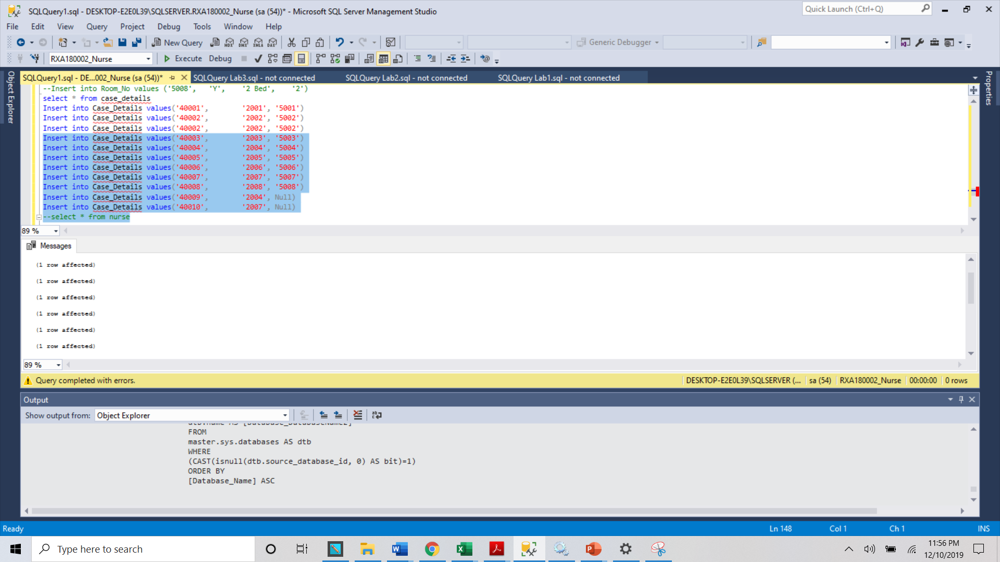 SQLQuery1.sql - DESKTOP-E2E0L39\SQLSERVER.RXA180002_Nurse (sa (54))* - Microsoft SQL Server Management Studio
Quick Launch (Ctrl+Q)
File Edit View Query Project Debug Tools Window Help
New Query MDX DMX XMLA DAX Generic Debugger
RXA180002_Nurse Execute Debug
Object Explorer
Properties
SQLQuery1.sql - DE...002_Nurse (sa (54))* SQLQuery Lab3.sql - not connected SQLQuery Lab2.sql - not connected SQLQuery Lab1.sql - not connected
--Insert into Room_No values ('5008', 'Y', '2 Bed', '2')
select * from case_details
Insert into Case_Details values('40001', '2001', '5001')
Insert into Case_Details values('40002', '2002', '5002')
Insert into Case_Details values('40002', '2002', '5002')
Insert into Case_Details values('40003', '2003', '5003')
Insert into Case_Details values('40004', '2004', '5004')
Insert into Case_Details values('40005', '2005', '5005')
Insert into Case_Details values('40006', '2006', '5006')
Insert into Case_Details values('40007', '2007', '5007')
Insert into Case_Details values('40008', '2008', '5008')
Insert into Case_Details values('40009', '2004', Null)
Insert into Case_Details values('40010', '2007', Null)
--select * from nurse
89 %
Messages
(1 row affected)
(1 row affected)
(1 row affected)
(1 row affected)
(1 row affected)
(1 row affected)
89 %
Query completed with errors. DESKTOP-E2E0L39\SQLSERVER (... sa (54) RXA180002_Nurse 00:00:00 0 rows
Output
Show output from: Object Explorer
dtb.name AS [Database_DatabaseName2]
FROM
master.sys.databases AS dtb
WHERE
(CAST(isnull(dtb.source_database_id, 0) AS bit)=1)
ORDER BY
[Database_Name] ASC
Ready Ln 148 Col 1 Ch 1 INS
Type here to search
11:56 PM
12/10/2019